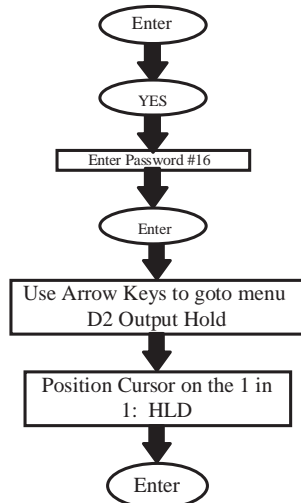 Enter
YES
Enter Password #16
Enter
Use Arrow Keys to goto menu
D2 Output Hold
Position Cursor on the 1 in
1: HLD
Enter